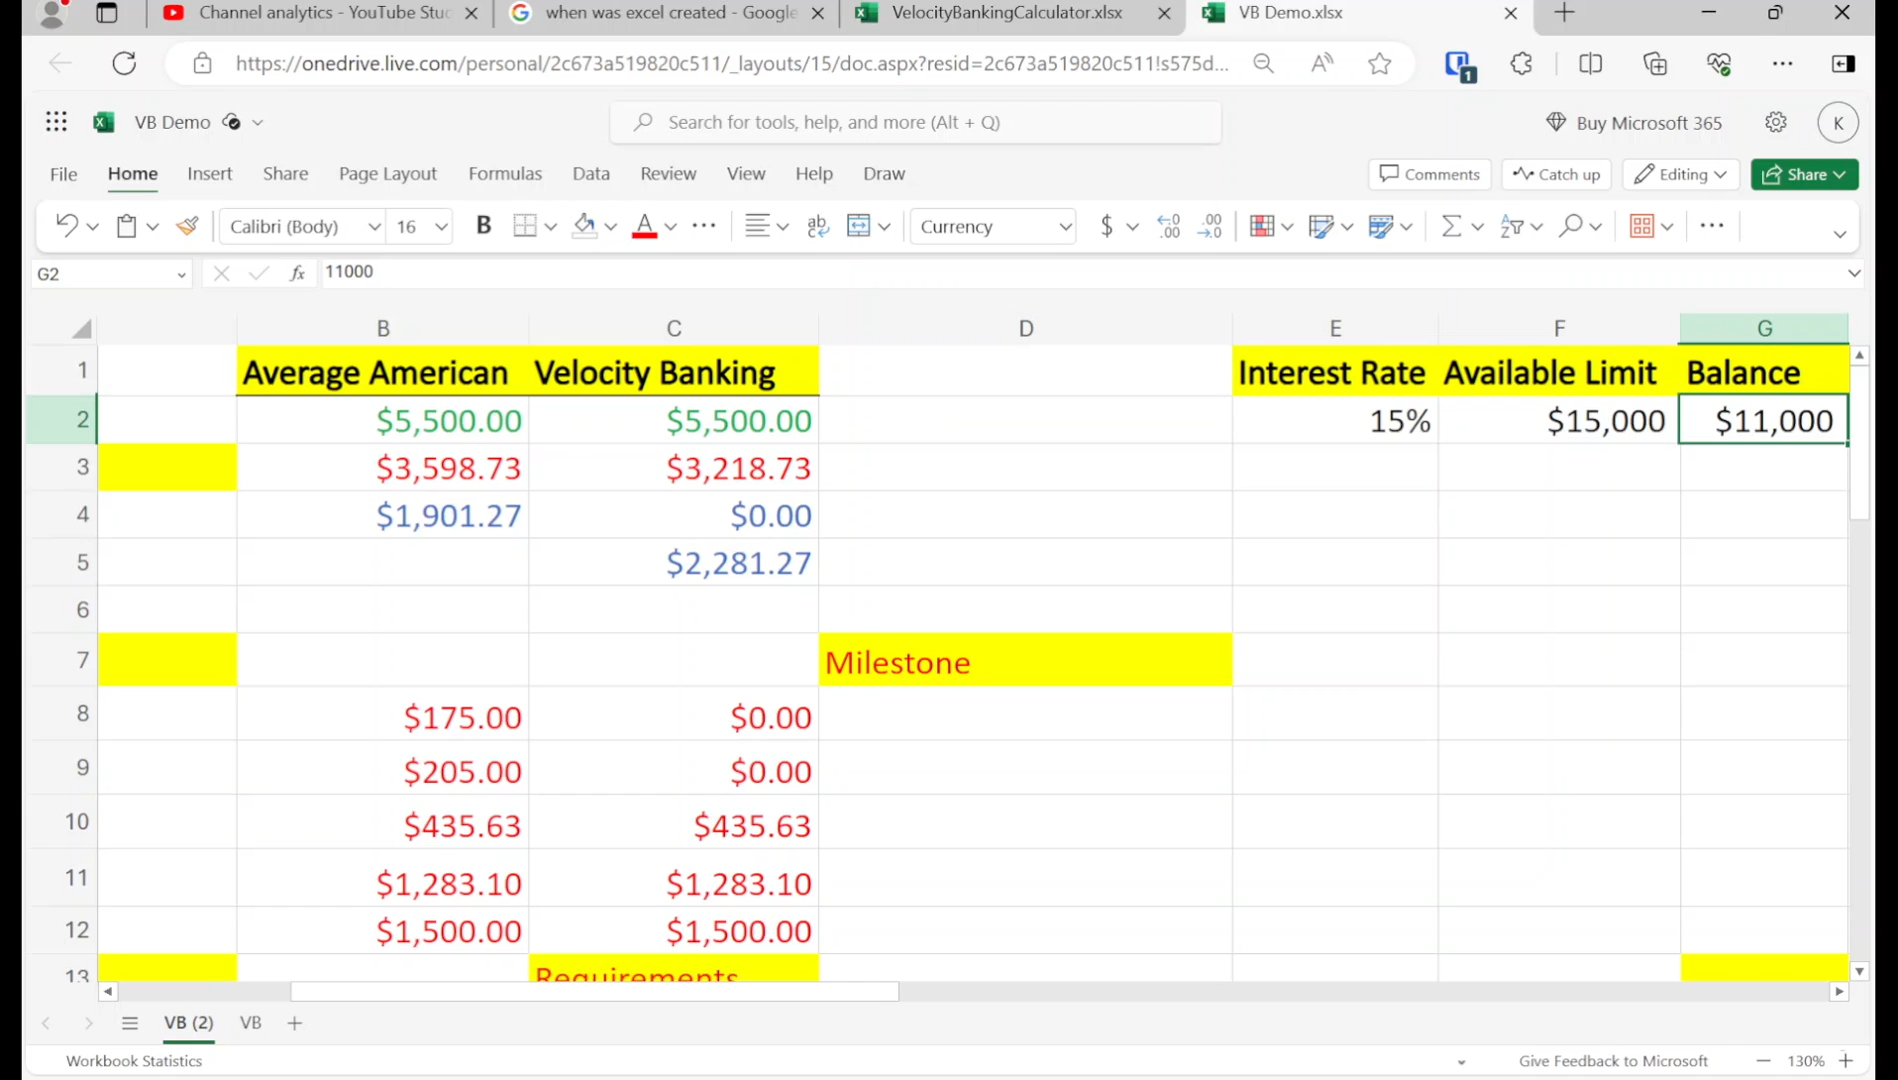 Channel analytics - YouTube Stuc
when was excel created - Google
VelocityBankingCalculator.xlsx
VB Demo.xlsx
https://onedrive.live.com/personal/2c673a519820c511/_layouts/15/doc.aspx?resid=2c673a519820c511!s575d...
1
VB Demo
Search for tools, help, and more (Alt + Q)
Buy Microsoft 365
K
File Home Insert Share Page Layout Formulas Data Review View Help Draw
Comments
Catch up
Editing
Share
Calibri (Body) 16 B A ab Currency $
G2 fx 11000
B C D E F G
1 Average American Velocity Banking Interest Rate Available Limit Balance
2 $5,500.00 $5,500.00 15% $15,000 $11,000
3 $3,598.73 $3,218.73
4 $1,901.27 $0.00
5 $2,281.27
6
7 Milestone
8 $175.00 $0.00
9 $205.00 $0.00
10 $435.63 $435.63
11 $1,283.10 $1,283.10
12 $1,500.00 $1,500.00
13 Requirements
VB (2) VB
Workbook Statistics
Give Feedback to Microsoft
130%